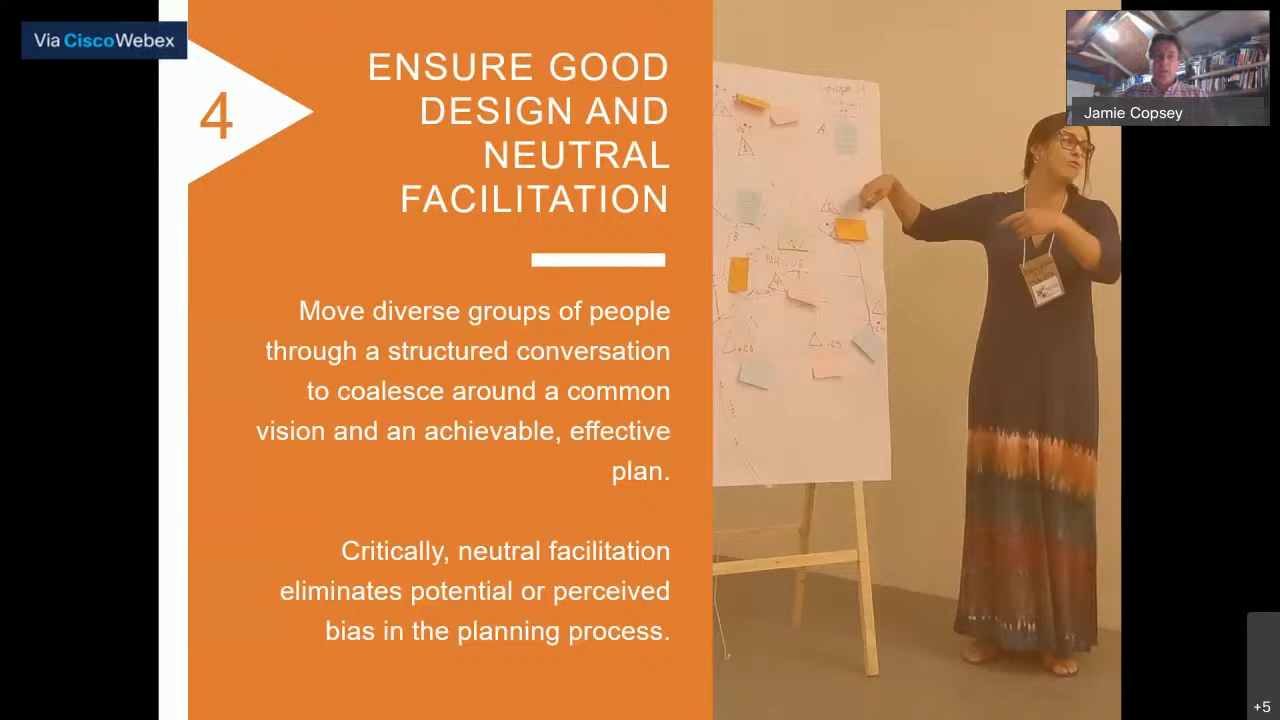 Via CiscoWebex
4
ENSURE GOOD
DESIGN AND
NEUTRAL
FACILITATION
Move diverse groups of people
through a structured conversation
to coalesce around a common
vision and an achievable, effective
plan.
Critically, neutral facilitation
eliminates potential or perceived
bias in the planning process.
Jamie Copsey
+5